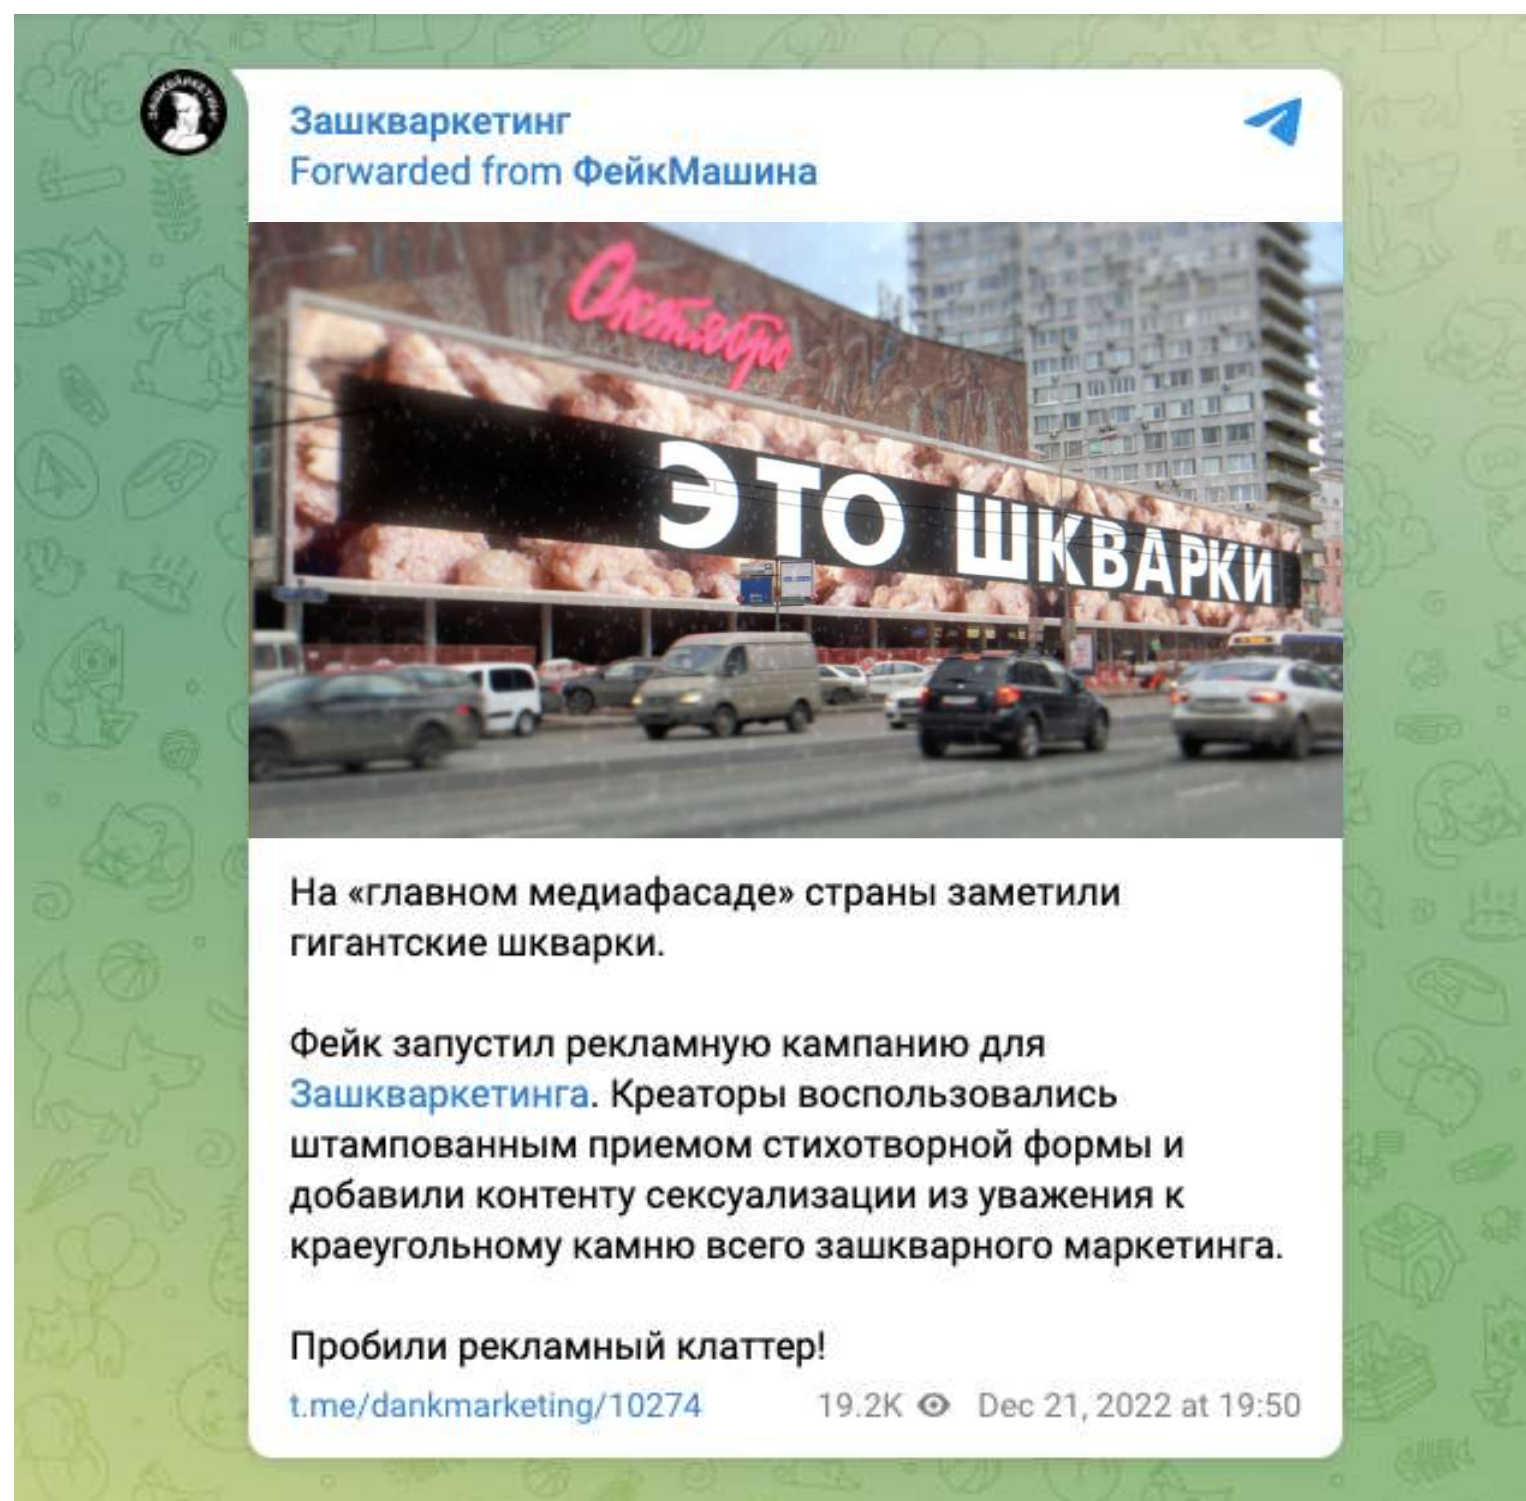 Зашкваркетинг
Forwarded from ФейкМашина
Октябрь
ЭТО ШКВАРКИ
На «главном медиафасаде» страны заметили
гигантские шкварки.
Фейк запустил рекламную кампанию для
Зашкваркетинга. Креаторы воспользовались
штампованным приемом стихотворной формы и
добавили контенту сексуализации из уважения к
краеугольному камню всего зашкварного маркетинга.
Пробили рекламный клаттер!
t.me/dankmarketing/10274 19.2K Dec 21, 2022 at 19:50